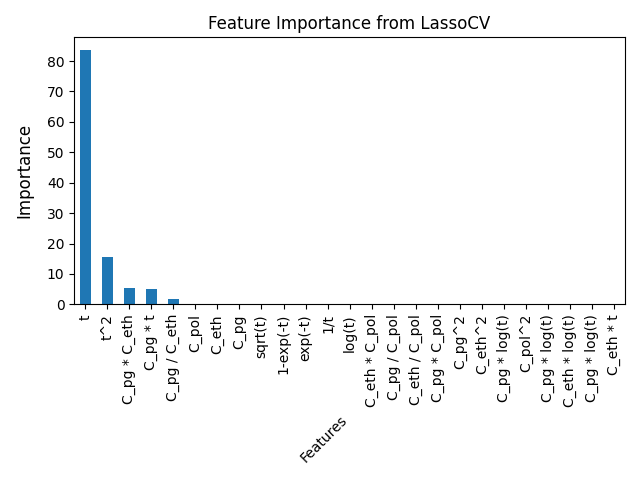 Feature Importance from LassoCV
Importance
80
70
60
50
40
30
20
10
0
t
t^2
C_pg * C_eth
C_pg * t
C_pg / C_eth
C_pol
C_eth
C_pg
sqrt(t)
1-exp(-t)
exp(-t)
1/t
log(t)
C_eth * C_pol
C_pg / C_pol
C_eth / C_pol
C_pg * C_pol
C_pg^2
C_eth^2
C_pg * log(t)
C_pol^2
C_pg * log(t)
C_eth * log(t)
C_pg * log(t)
C_eth * t
Features